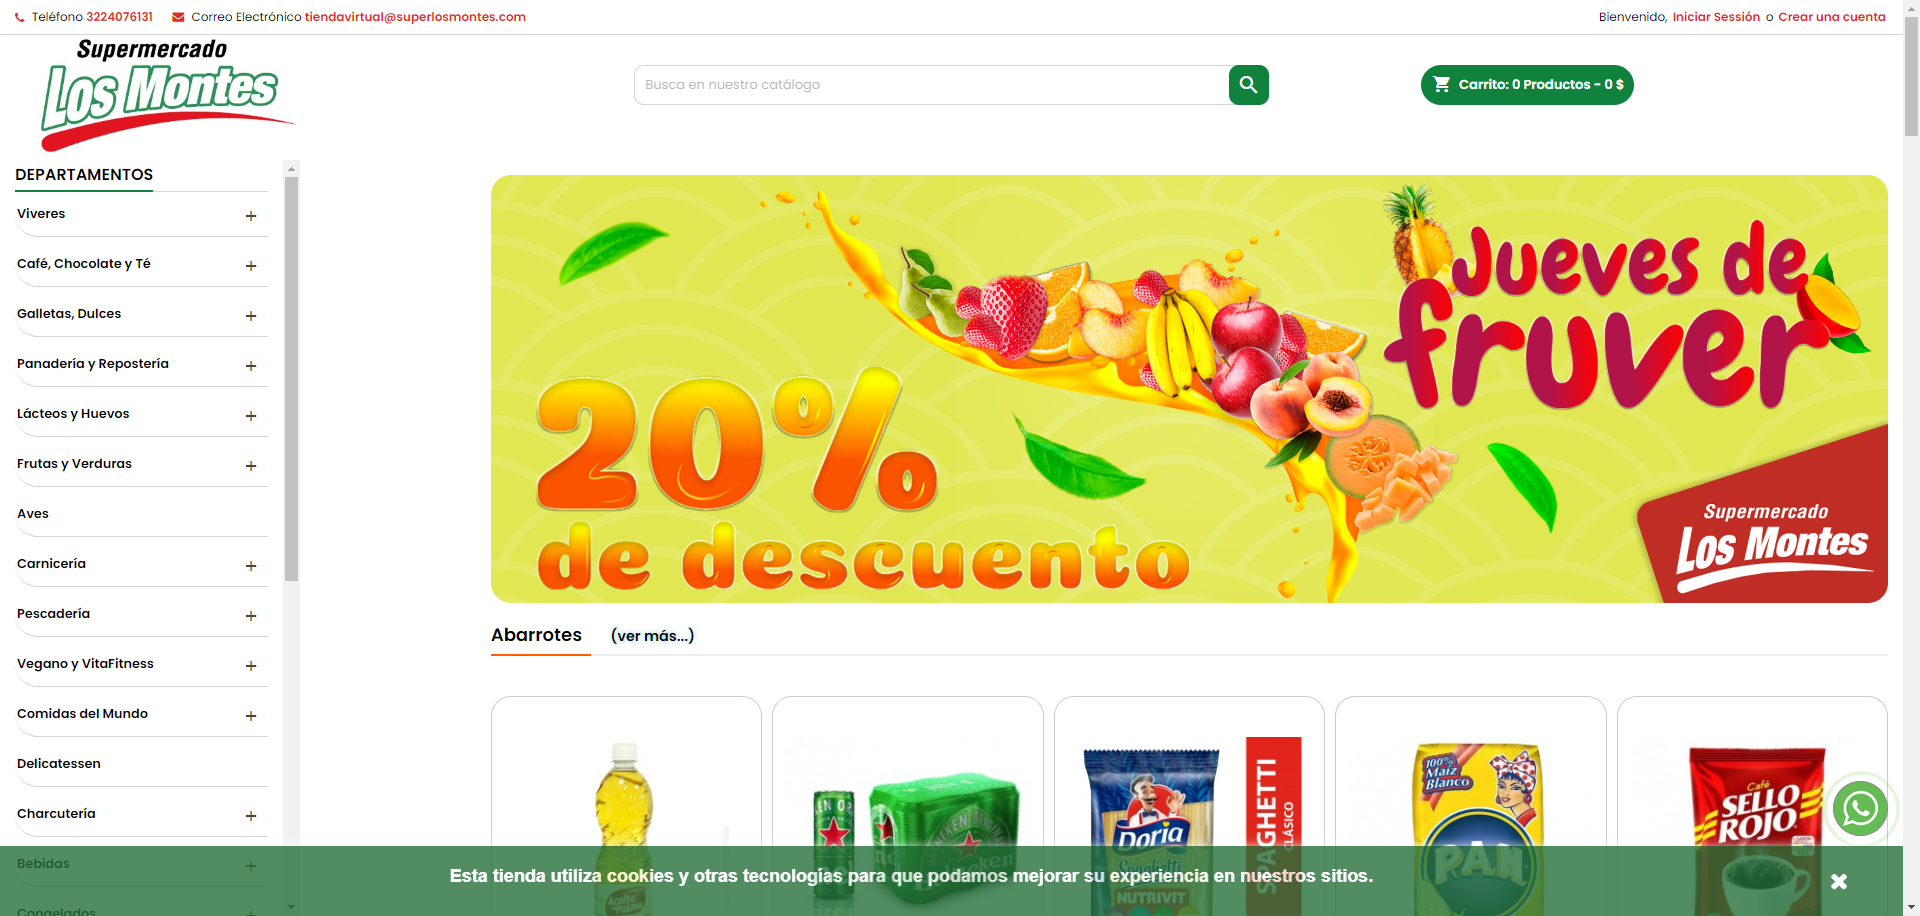 Teléfono 3224076131 Correo Electrónico tiendavirtual@superlosmontes.com
Bienvenido, Iniciar Sessión o Crear una cuenta
Supermercado
Los Montes
Busca en nuestro catálogo
Carrito: 0 Productos - 0 $
DEPARTAMENTOS
Viveres
Café, Chocolate y Té
Galletas, Dulces
Panadería y Repostería
Lácteos y Huevos
Frutas y Verduras
Aves
Carnicería
Pescadería
Vegano y VitaFitness
Comidas del Mundo
Delicatessen
Charcutería
Bebidas
Congelados
Jueves de
fruver
20%
de descuento
Supermercado
Los Montes
Abarrotes (ver más...)
Doria
Spaghetti
NUTRIVIT
SPAGHETTI
CLÁSICO
100%
Maíz
Blanco
PAN
Café
SELLO
ROJO
Aceite
de Palma
Esta tienda utiliza cookies y otras tecnologías para que podamos mejorar su experiencia en nuestros sitios.